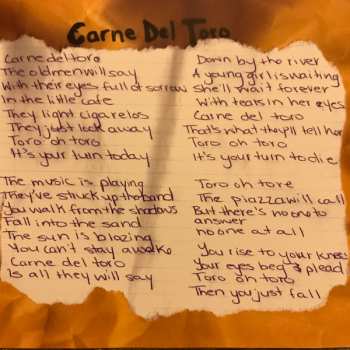 Carne Del Toro
Carne del toro
The old men will say
With their eyes full of sorrow
In the little cafe
They light cigarelos
They just look away
Toro oh toro
It's your turn today
The music is playing
They've struck up the band
You walk from the shadows
Fall into the sand
The sun is blazing
You can't stay awake
Carne del toro
Is all they will say
Down by the river
A young girl is waiting
She'll wait forever
With tears in her eyes
Carne del toro
That's what they'll tell her
Toro oh toro
It's your turn to die
Toro oh tore
The piazza will call
But there's no one to
answer
no one at all
You rise to your knees
Your eyes beg & plead
Toro oh toro
Then you just fall